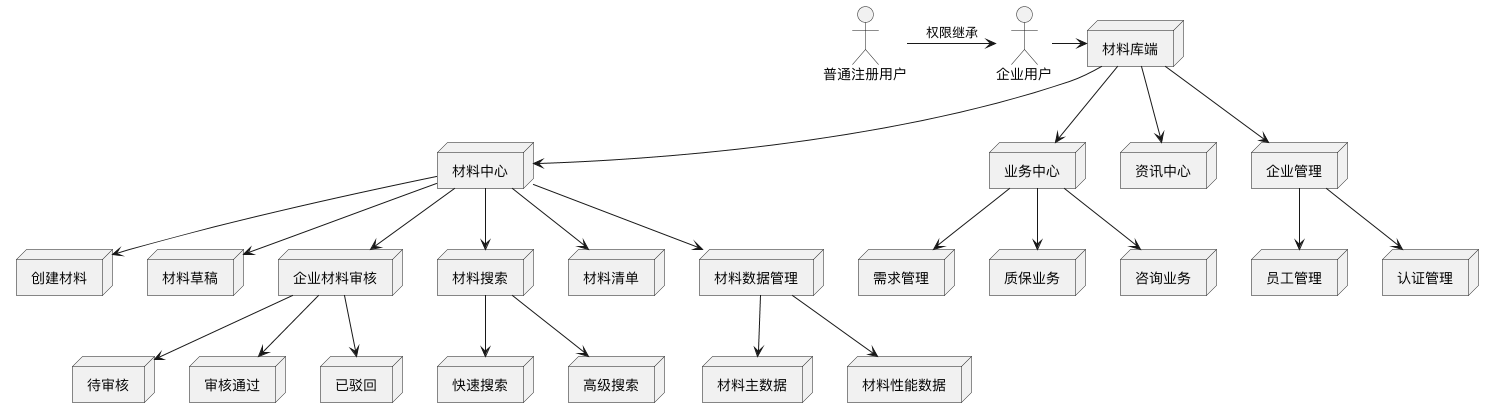 权限继承
普通注册用户
企业用户
材料库端
材料中心
业务中心
资讯中心
企业管理
创建材料
材料草稿
企业材料审核
材料搜索
材料清单
材料数据管理
需求管理
质保业务
咨询业务
员工管理
认证管理
待审核
审核通过
已驳回
快速搜索
高级搜索
材料主数据
材料性能数据